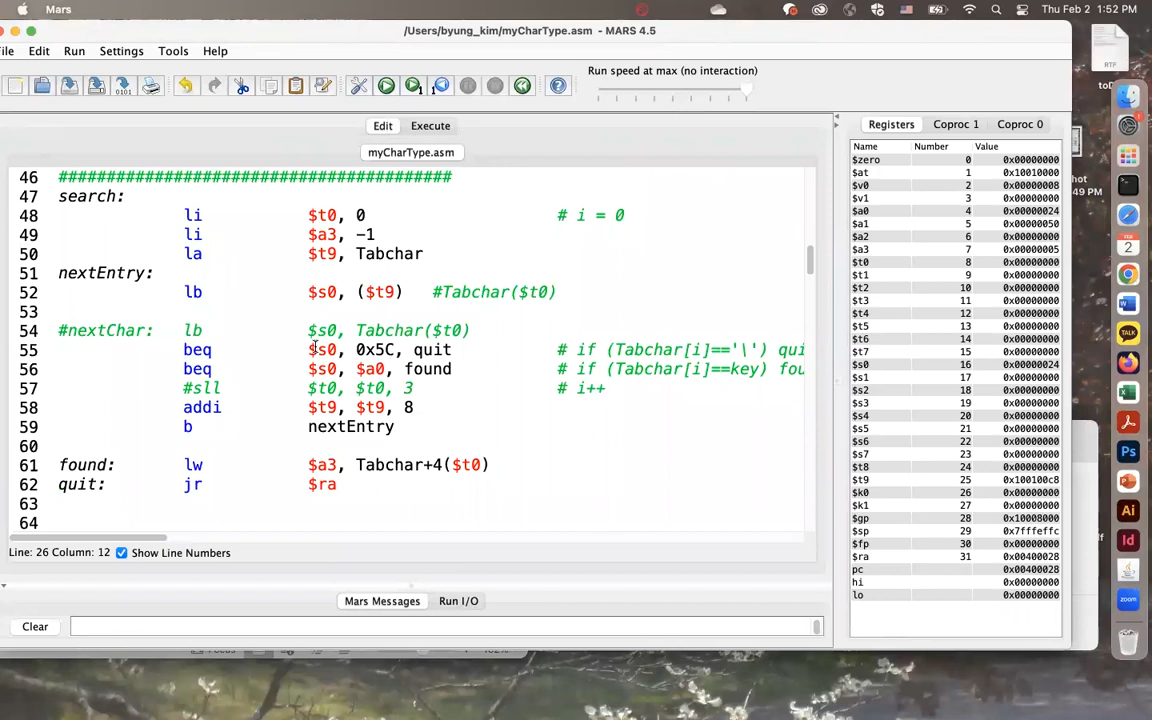 Mars
Thu Feb 2 1:52 PM
/Users/byung_kim/myCharType.asm - MARS 4.5
File Edit Run Settings Tools Help
Run speed at max (no interaction)
Edit Execute
Registers Coproc 1 Coproc 0
myCharType.asm
Name Number Value
46 #########################################
47 search:
48 li $t0, 0 # i = 0
49 li $a3, -1
50 la $t9, Tabchar
51 nextEntry:
52 lb $s0, ($t9) #Tabchar($t0)
53
54 #nextChar: lb $s0, Tabchar($t0)
55 beq $s0, 0x5C, quit # if (Tabchar[i]=='\') qui
56 beq $s0, $a0, found # if (Tabchar[i]==key) fou
57 #sll $t0, $t0, 3 # i++
58 addi $t9, $t9, 8
59 b nextEntry
60
61 found: lw $a3, Tabchar+4($t0)
62 quit: jr $ra
63
64
Line: 26 Column: 12 Show Line Numbers
Mars Messages Run I/O
Clear
$zero 0 0x00000000
$at 1 0x10010000
$v0 2 0x00000008
$v1 3 0x00000000
$a0 4 0x00000024
$a1 5 0x00000050
$a2 6 0x00000000
$a3 7 0x00000005
$t0 8 0x00000000
$t1 9 0x00000000
$t2 10 0x00000000
$t3 11 0x00000000
$t4 12 0x00000000
$t5 13 0x00000000
$t6 14 0x00000000
$t7 15 0x00000000
$s0 16 0x00000024
$s1 17 0x00000000
$s2 18 0x00000000
$s3 19 0x00000000
$s4 20 0x00000000
$s5 21 0x00000000
$s6 22 0x00000000
$s7 23 0x00000000
$t8 24 0x00000000
$t9 25 0x100100c8
$k0 26 0x00000000
$k1 27 0x00000000
$gp 28 0x10008000
$sp 29 0x7fffeffc
$fp 30 0x00000000
$ra 31 0x00400028
pc 0x00400028
hi 0x00000000
lo 0x00000000
RTF
hot
49 PM
FEB
2
TALK
Ps
Ai
Id
zoom